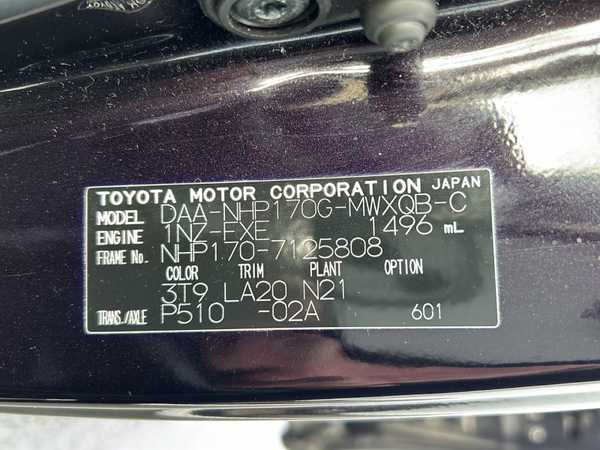 TOYOTA MOTOR CORPORATION JAPAN
MODEL DAA-NHP170G-MWXQB-C
ENGINE 1NZ-FXE 1496 mL
FRAME No. NHP170-7125808
COLOR TRIM PLANT OPTION
3T9 LA20 N21
TRANS./AXLE P510 -02A 601